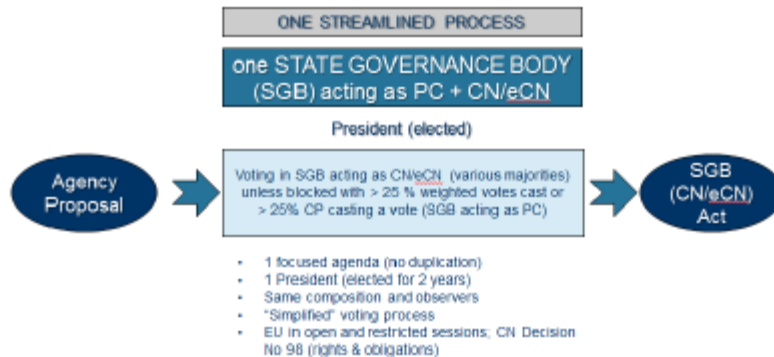 ONE STREAMLINED PROCESS
one STATE GOVERNANCE BODY
(SGB) acting as PC + CN/eCN
President (elected)
Agency
Proposal
Voting in SGB acting as CN/eCN (various majorities)
unless blocked with > 25 % weighted votes cast or
> 25% CP casting a vote (SGB acting as PC)
SGB
(CN/eCN)
Act
• 1 focused agenda (no duplication)
• 1 President (elected for 2 years)
• Same composition and observers
• "Simplified" voting process
• EU in open and restricted sessions; CN Decision
No 98 (rights & obligations)